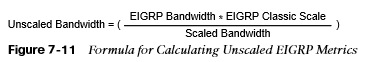 EIGRP Bandwidth * EIGRP Classic Scale
Unscaled Bandwidth = ( )
Scaled Bandwidth
Figure 7-11 Formula for Calculating Unscaled EIGRP Metrics